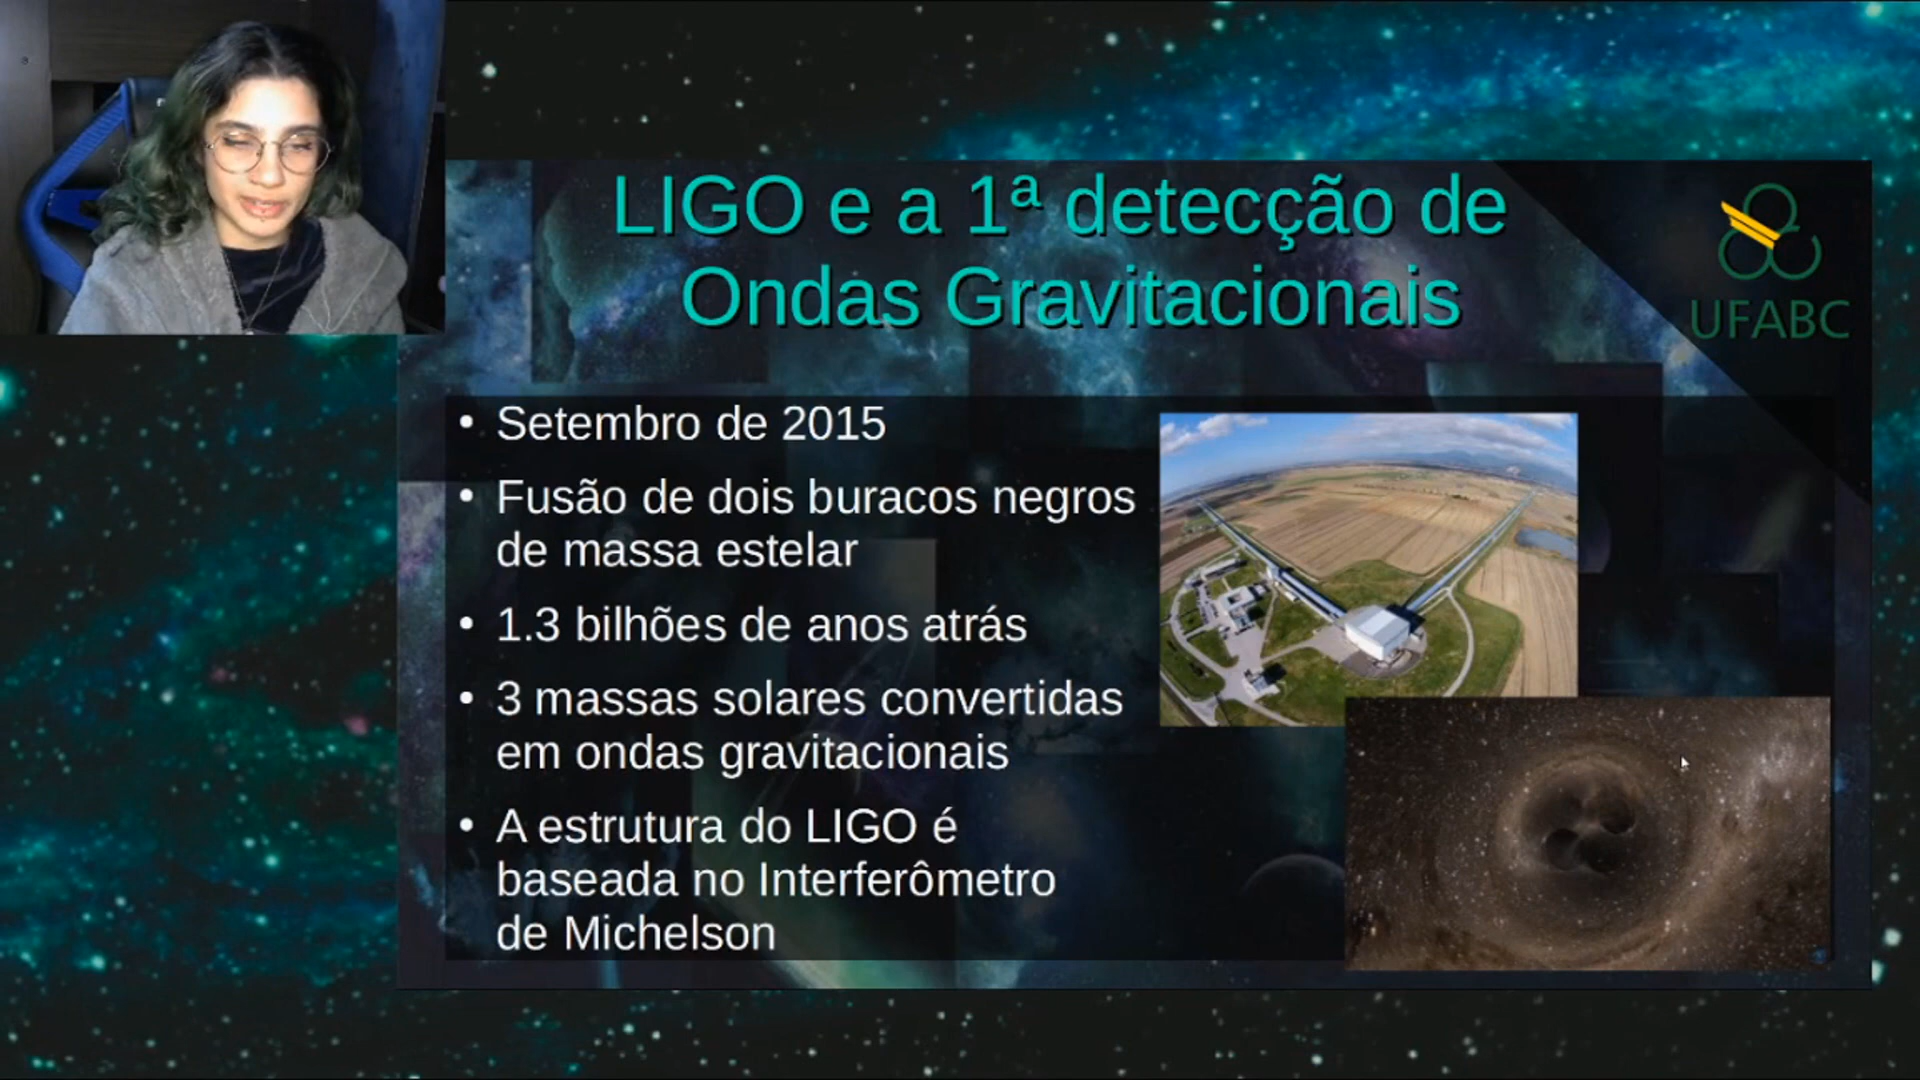 LIGO e a 1ª detecção de
Ondas Gravitacionais
UFABC
• Setembro de 2015
• Fusão de dois buracos negros
de massa estelar
• 1.3 bilhões de anos atrás
• 3 massas solares convertidas
em ondas gravitacionais
• A estrutura do LIGO é
baseada no Interferômetro
de Michelson